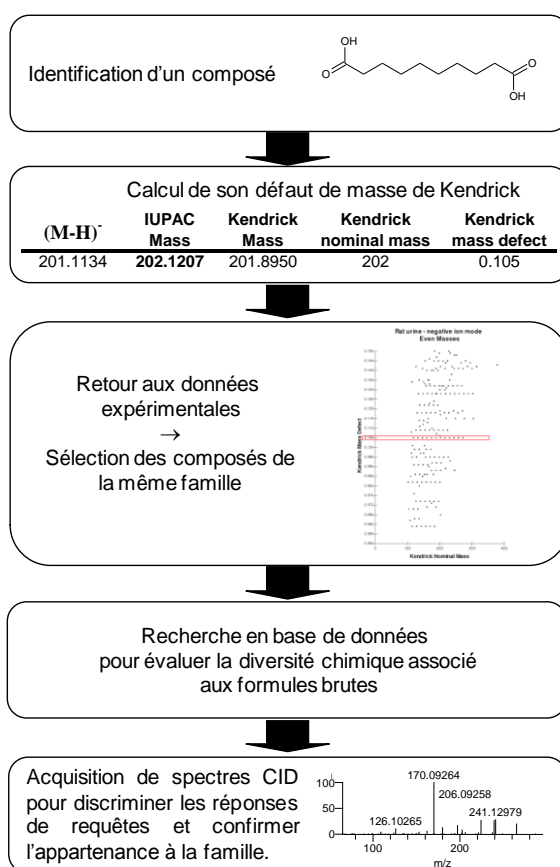 OH
O
O
OH
Identification d'un composé
Calcul de son défaut de masse de Kendrick
(M-H)- IUPAC Mass Kendrick Mass Kendrick nominal mass Kendrick mass defect
201.1134 202.1207 201.8950 202 0.105
Rat urine - negative ion mode
Even Masses
Retour aux données
expérimentales
→
Sélection des composés de
la même famille
Kendrick Mass Defect
0 100 200 300 400
Kendrick Nominal Mass
Recherche en base de données
pour évaluer la diversité chimique associé
aux formules brutes
Acquisition de spectres CID
pour discriminer les réponses
de requêtes et confirmer
l'appartenance à la famille.
100
50
0
170.09264
206.09258
126.10265
241.12979
100 200
m/z